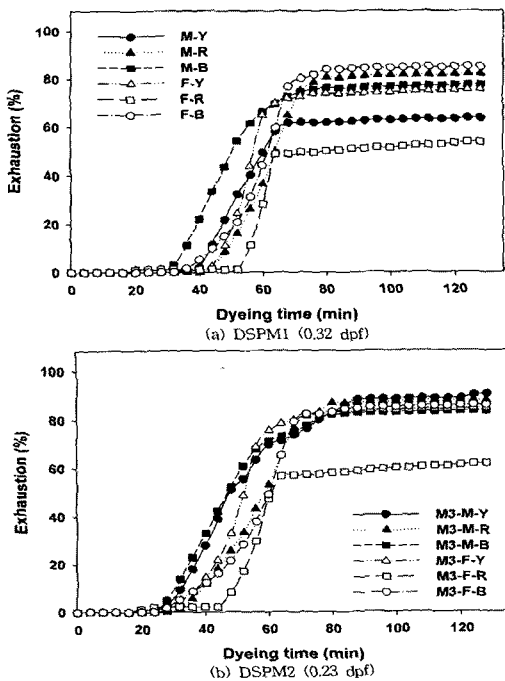 100
80
60
40
20
0
Exhaustion (%)
M-Y
M-R
M-B
F-Y
F-R
F-B
0 20 40 60 80 100 120
Dyeing time (min)
(a) DSPM1 (0.32 dpf)
100
80
60
40
20
0
Exhaustion (%)
M3-M-Y
M3-M-R
M3-M-B
M3-F-Y
M3-F-R
M3-F-B
0 20 40 60 80 100 120
Dyeing time (min)
(b) DSPM2 (0.23 dpf)